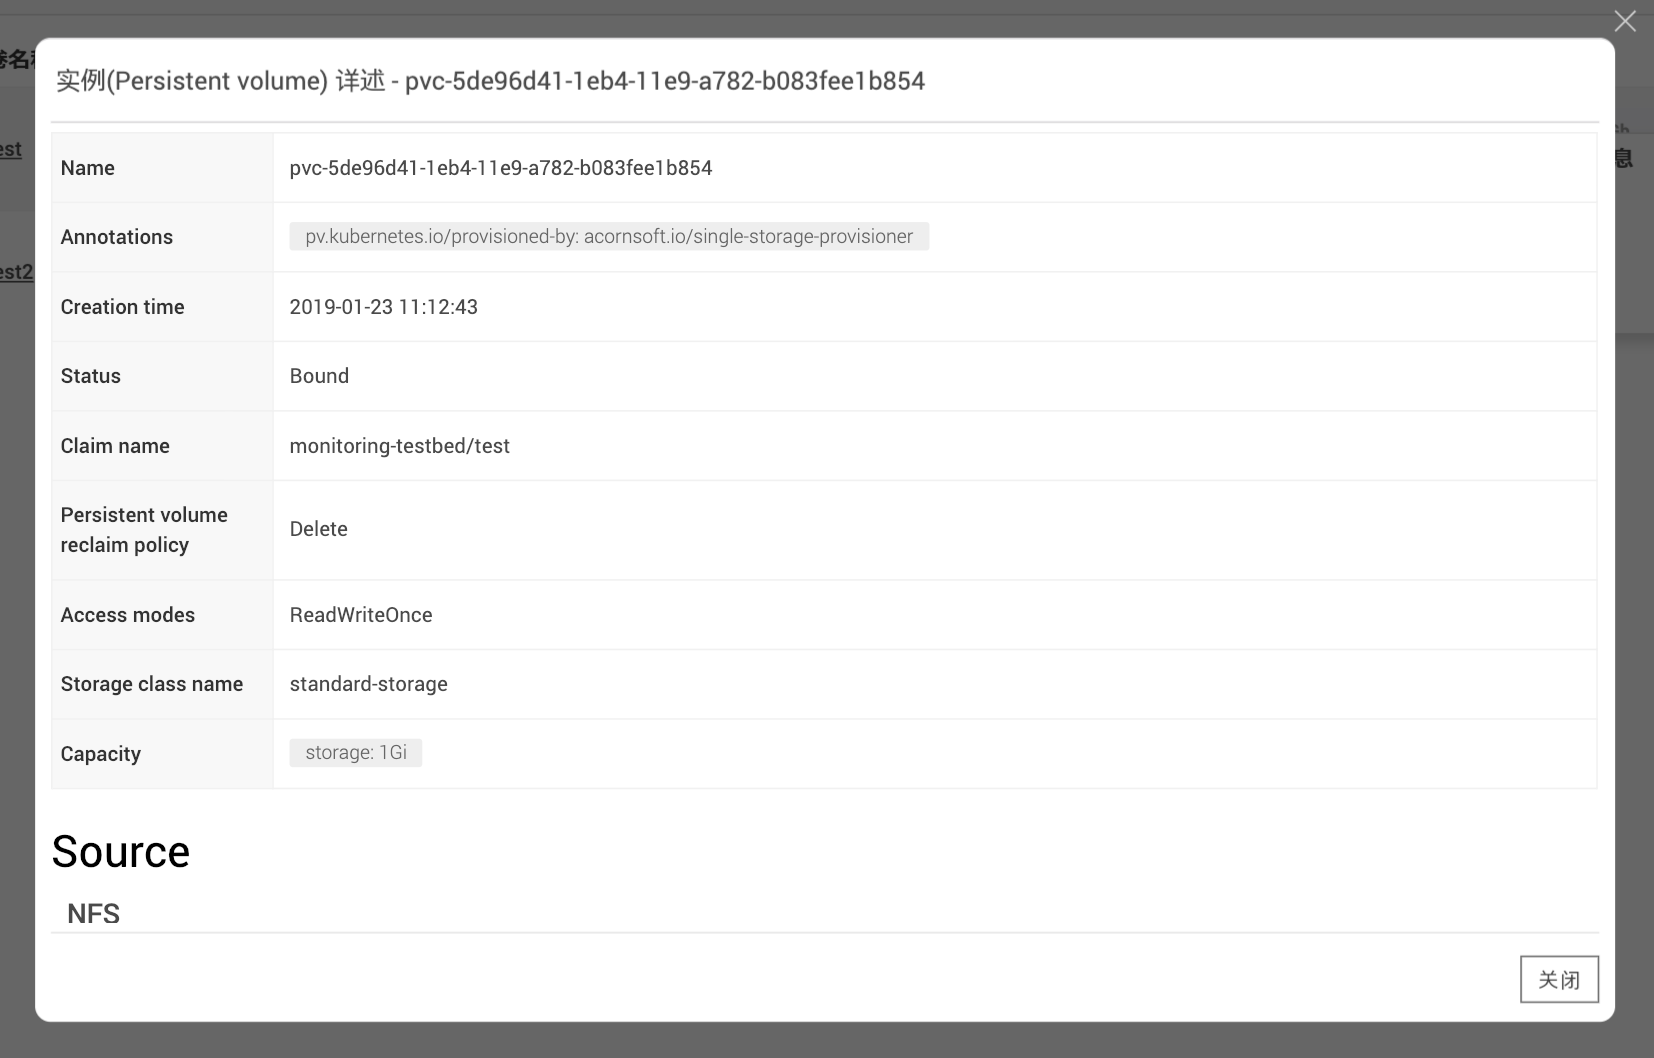 实例(Persistent volume) 详述 - pvc-5de96d41-1eb4-11e9-a782-b083fee1b854
Name
pvc-5de96d41-1eb4-11e9-a782-b083fee1b854
Annotations
pv.kubernetes.io/provisioned-by: acornsoft.io/single-storage-provisioner
Creation time
2019-01-23 11:12:43
Status
Bound
Claim name
monitoring-testbed/test
Persistent volume
reclaim policy
Delete
Access modes
ReadWriteOnce
Storage class name
standard-storage
Capacity
storage: 1Gi
Source
NFS
关闭
est
est2
息